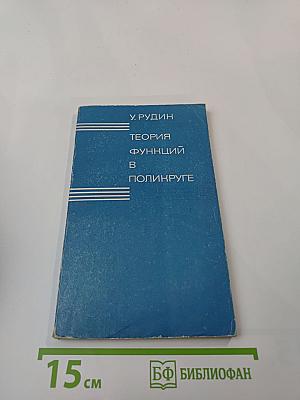 У. РУДИН
ТЕОРИЯ
ФУНКЦИЙ
В
ПОЛИКРУГЕ
15 см
БФ БИБЛИОФАН